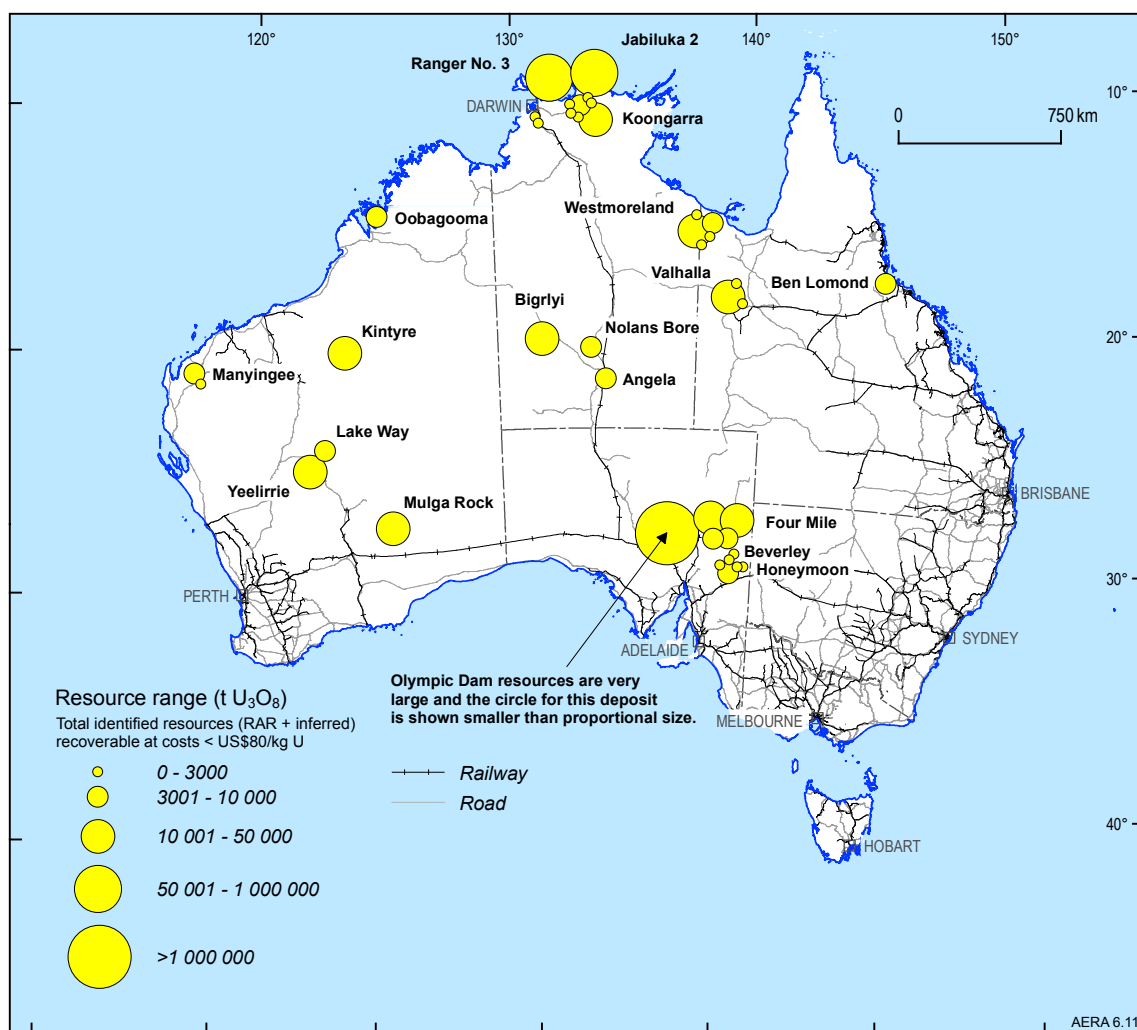 120°
130°
140°
150°
Jabiluka 2
Ranger No. 3
10°
DARWIN
0
750 km
Koongarra
Westmoreland
Oobagooma
Valhalla
Ben Lomond
Bigrlyi
Nolans Bore
Kintyre
20°
Manyingee
Angela
Lake Way
Yeelirrie
BRISBANE
Mulga Rock
Four Mile
Beverley
Honeymoon
30°
PERTH
SYDNEY
ADELAIDE
Olympic Dam resources are very
large and the circle for this deposit
is shown smaller than proportional size.
MELBOURNE
Resource range (t U₃O₈)
Total identified resources (RAR + inferred)
recoverable at costs < US$80/kg U
0 - 3000
3001 - 10 000
10 001 - 50 000
50 001 - 1 000 000
>1 000 000
Railway
Road
40°
HOBART
AERA 6.11